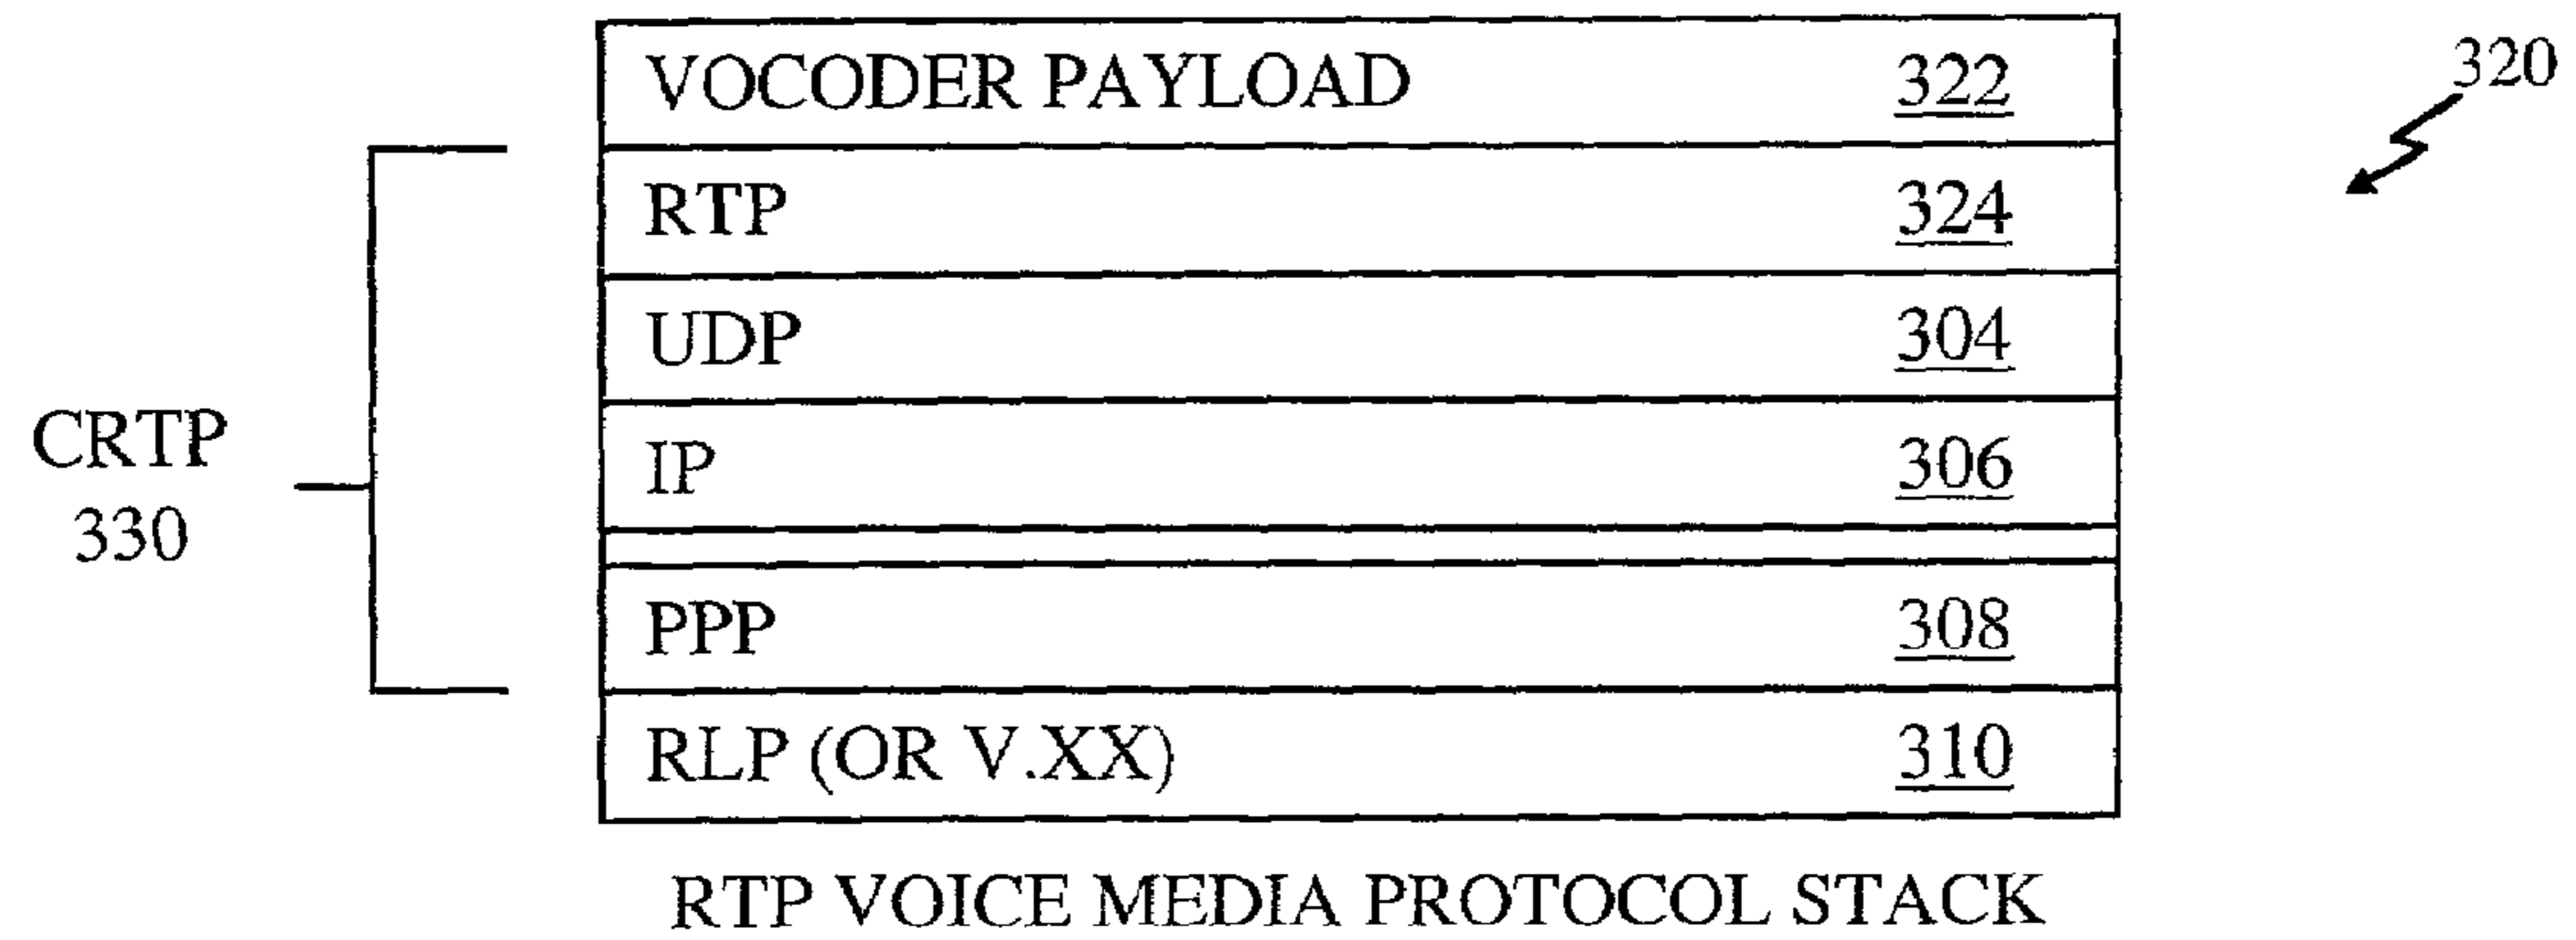 VOCODER PAYLOAD 322
320
RTP 324
UDP 304
IP 306
CRTP
330
PPP 308
RLP (OR V.XX) 310
RTP VOICE MEDIA PROTOCOL STACK